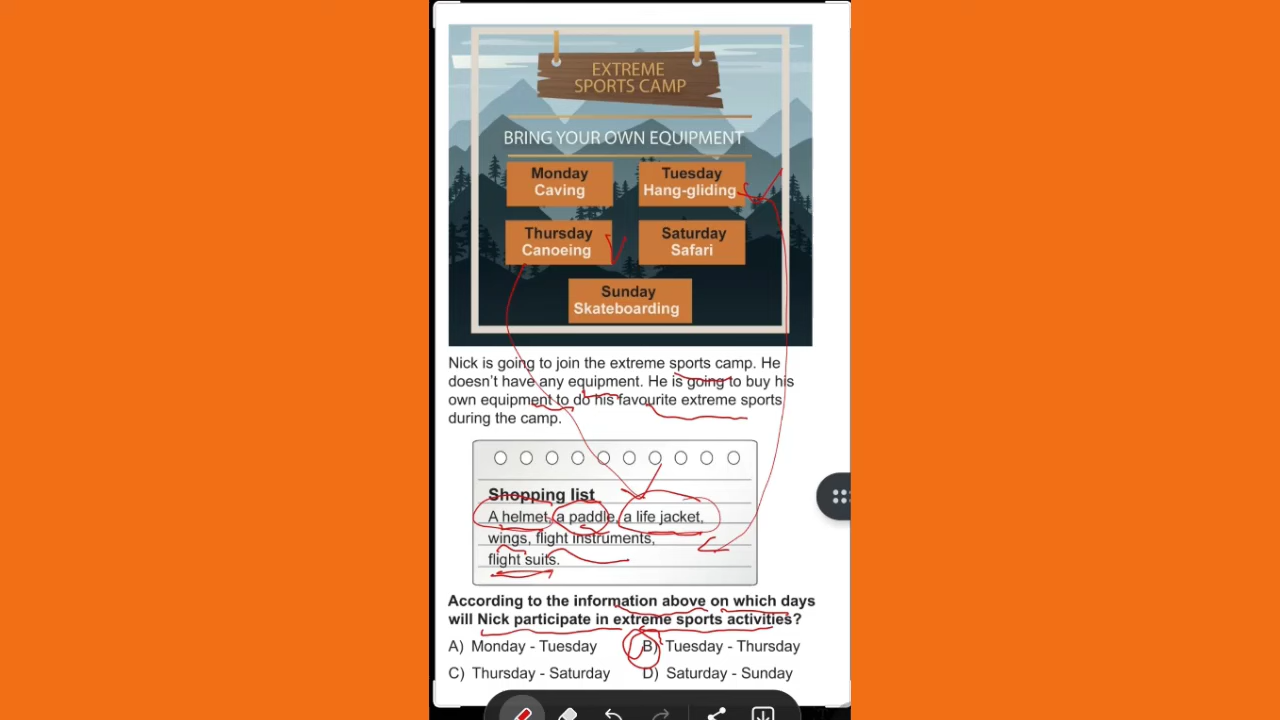 EXTREME
SPORTS CAMP
BRING YOUR OWN EQUIPMENT
Monday
Caving
Tuesday
Hang-gliding
Thursday
Canoeing
Saturday
Safari
Sunday
Skateboarding
Nick is going to join the extreme sports camp. He
doesn't have any equipment. He is going to buy his
own equipment to do his favourite extreme sports
during the camp.
Shopping list
A helmet, a paddle, a life jacket,
wings, flight instruments,
flight suits.
According to the information above on which days
will Nick participate in extreme sports activities?
A) Monday - Tuesday
B) Tuesday - Thursday
C) Thursday - Saturday
D) Saturday - Sunday